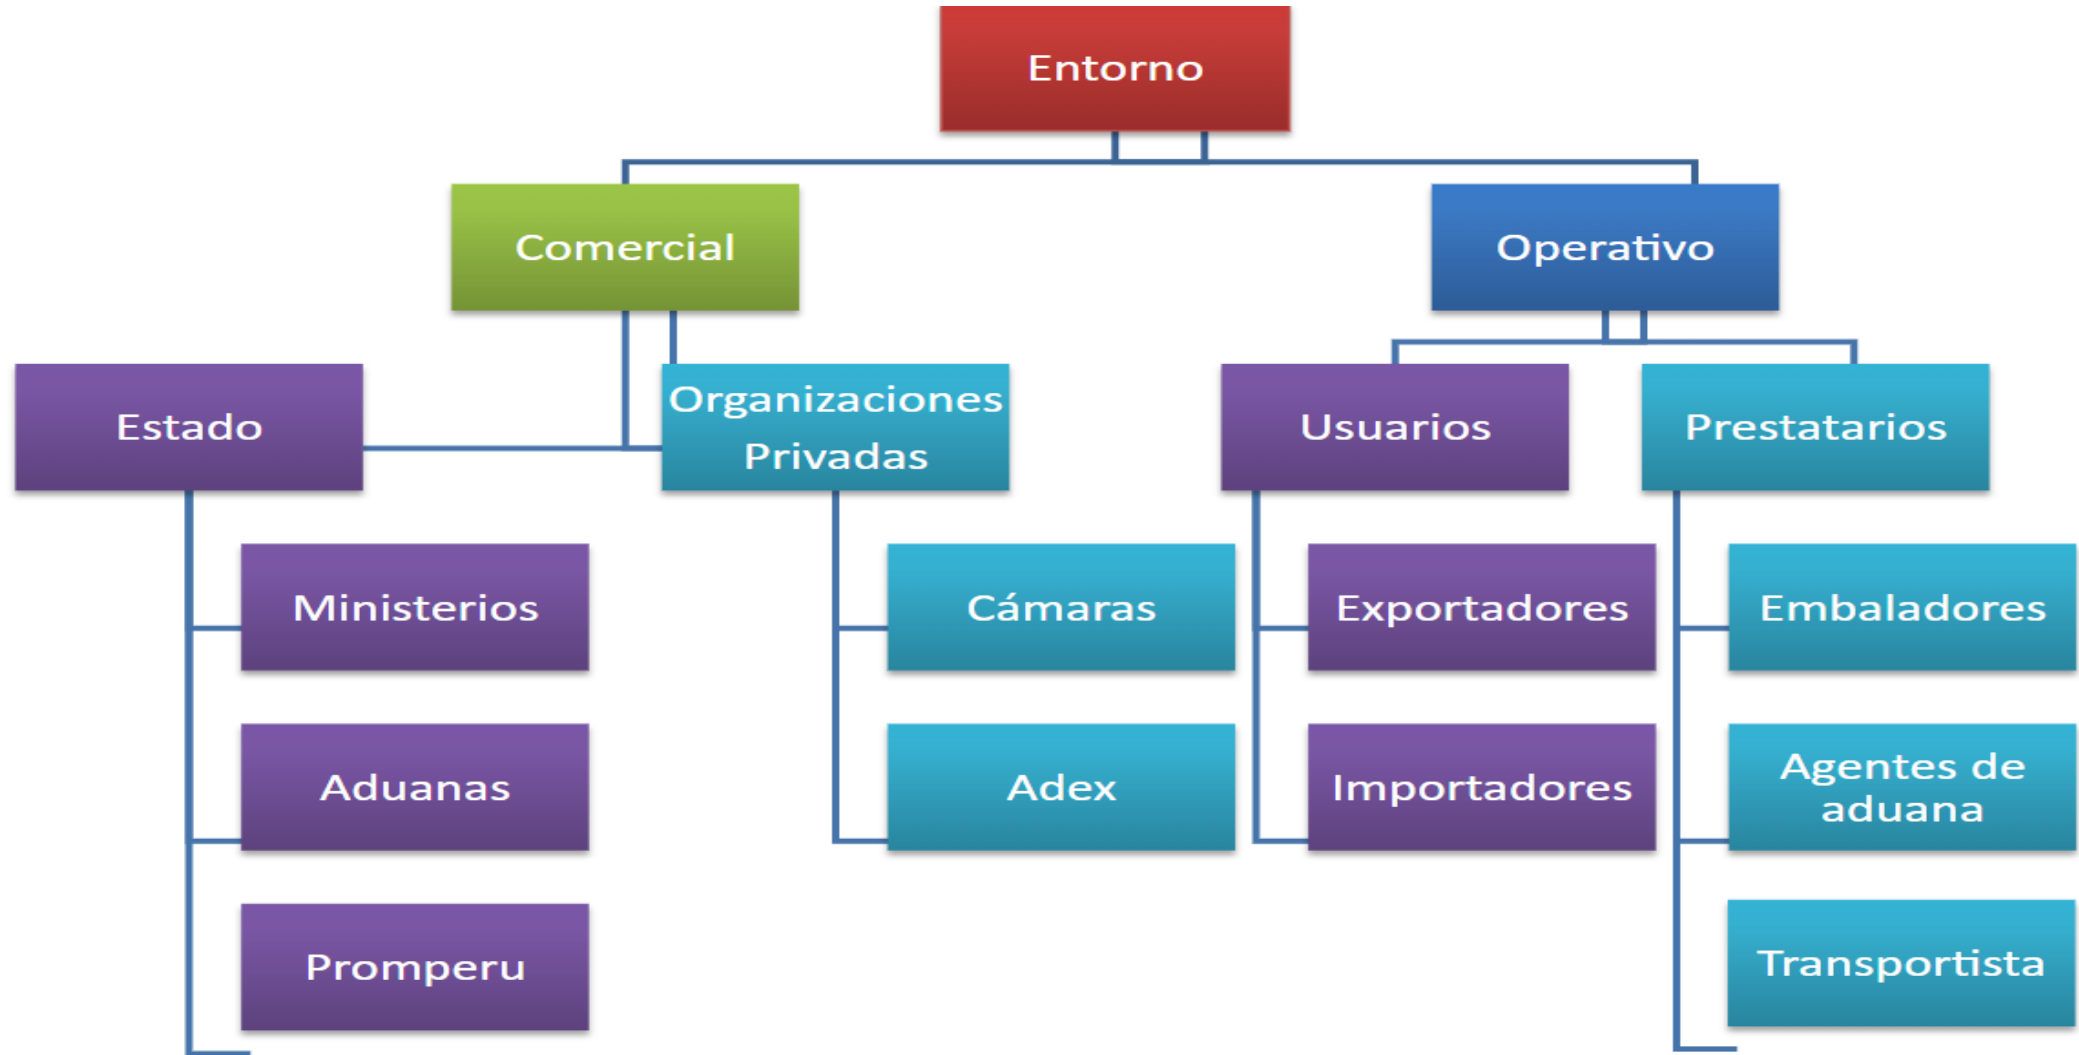 Entorno
Comercial
Operativo
Estado
Organizaciones
Privadas
Usuarios
Prestatarios
Ministerios
Cámaras
Exportadores
Embaladores
Aduanas
Adex
Importadores
Agentes de
aduana
Promperu
Transportista